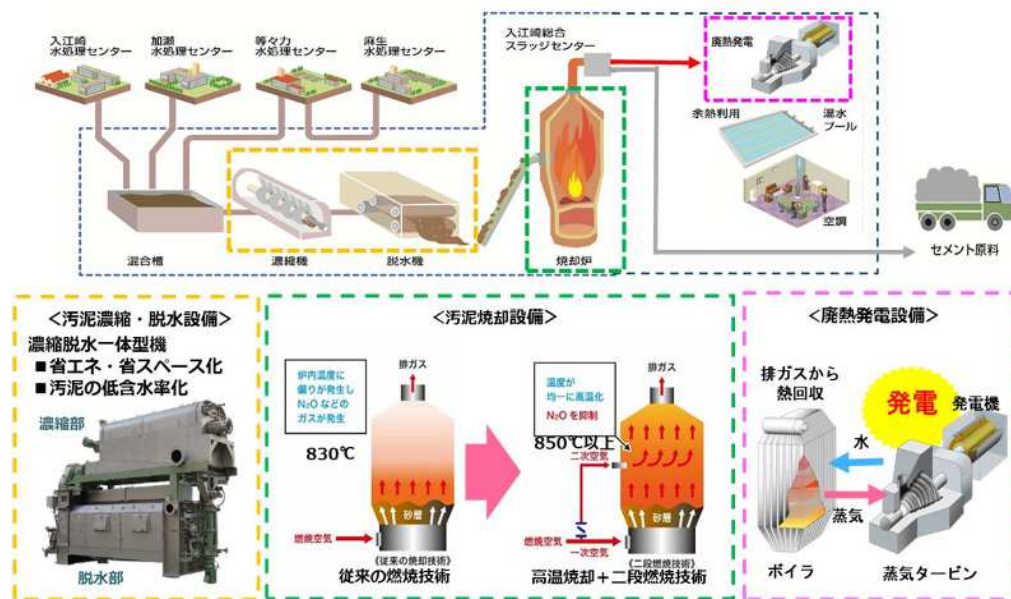 入江崎
水処理センター
加瀬
水処理センター
等々力
水処理センター
麻生
水処理センター
入江崎総合
スラッジセンター
廃熱発電
余熱利用
温水
プール
空調
混合槽
濃縮機
脱水機
焼却炉
セメント原料
<汚泥濃縮・脱水設備>
濃縮脱水一体型機
■省エネ・省スペース化
■汚泥の低含水率化
濃縮部
脱水部
<汚泥焼却設備>
排ガス
炉内温度に
偏りが発生し
N₂Oなどの
ガスが発生
830℃
砂層
燃焼空気
《従来の焼却技術》
従来の燃焼技術
排ガス
温度が
均一に高温化
N₂Oを抑制
850℃以上
二次空気
砂層
燃焼空気
一次空気
《二段燃焼技術》
高温焼却+二段燃焼技術
<廃熱発電設備>
排ガスから
熱回収
発電
発電機
水
蒸気
ボイラ
蒸気タービン